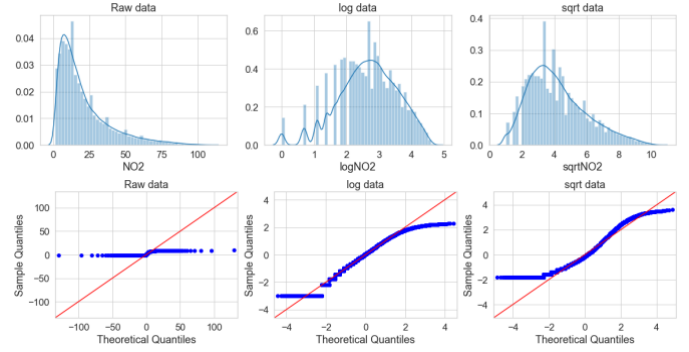 Raw data
log data
sqrt data
0.04
0.03
0.02
0.01
0.00
0 25 50 75 100
NO2
0.6
0.4
0.2
0.0
0 1 2 3 4 5
logNO2
0.4
0.3
0.2
0.1
0.0
0 2 4 6 8 10
sqrtNO2
Raw data
log data
sqrt data
Sample Quantiles
100
50
0
−50
−100
−100 −50 0 50 100
Theoretical Quantiles
Sample Quantiles
4
2
0
−2
−4
−4 −2 0 2 4
Theoretical Quantiles
Sample Quantiles
4
2
0
−2
−4
−4 −2 0 2 4
Theoretical Quantiles